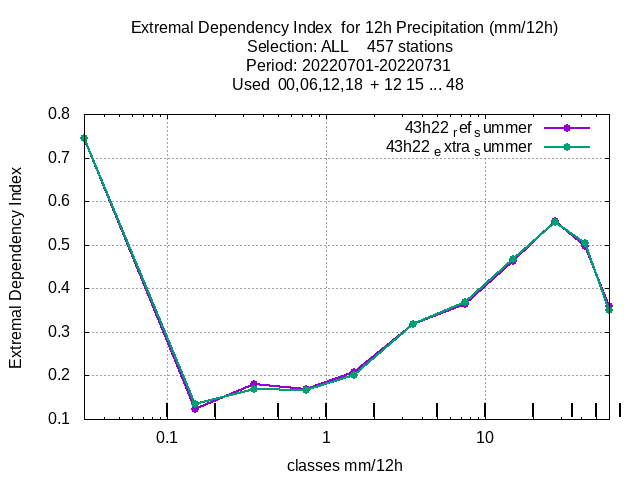 Extremal Dependency Index  for 12h Precipitation (mm/12h)
Selection: ALL    457 stations
Period: 20220701-20220731
Used  00,06,12,18  + 12 15 ... 48
43h22 ref summer
43h22 extra summer
Extremal Dependency Index
0.8
0.7
0.6
0.5
0.4
0.3
0.2
0.1
0.1 1 10
classes mm/12h